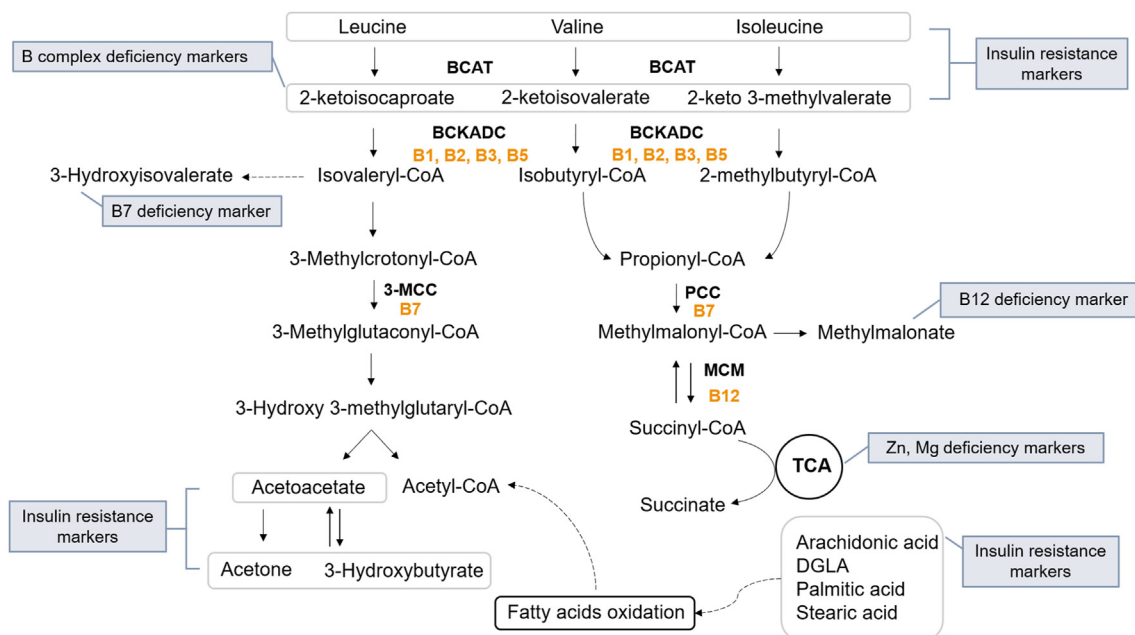 Leucine
Valine
Isoleucine
B complex deficiency markers
Insulin resistance
markers
BCAT
BCAT
2-ketoisocaproate
2-ketoisovalerate
2-keto 3-methylvalerate
BCKADC
BCKADC
B1, B2, B3, B5
B1, B2, B3, B5
3-Hydroxyisovalerate
Isovaleryl-CoA
Isobutyryl-CoA
2-methylbutyryl-CoA
B7 deficiency marker
3-Methylcrotonyl-CoA
Propionyl-CoA
3-MCC
B7
PCC
B7
B12 deficiency marker
3-Methylglutaconyl-CoA
Methylmalonyl-CoA
Methylmalonate
MCM
B12
3-Hydroxy 3-methylglutaryl-CoA
Succinyl-CoA
TCA
Zn, Mg deficiency markers
Acetoacetate
Acetyl-CoA
Succinate
Insulin resistance
markers
Acetone
3-Hydroxybutyrate
Arachidonic acid
DGLA
Palmitic acid
Stearic acid
Insulin resistance
markers
Fatty acids oxidation